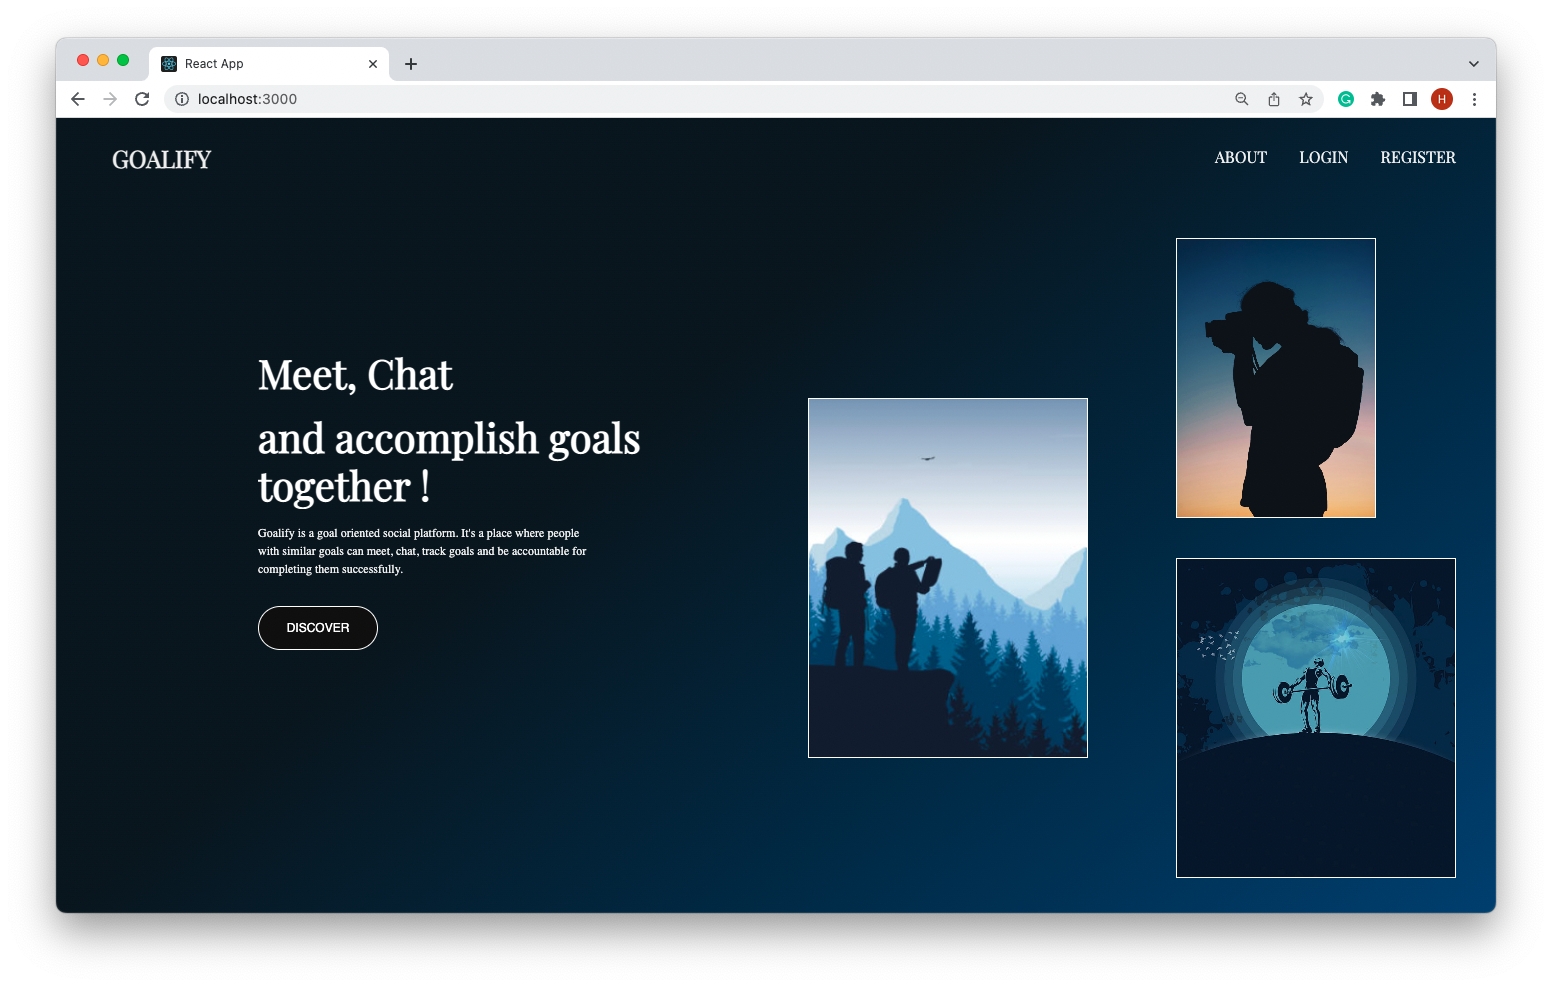 React App
localhost:3000
H
GOALIFY
ABOUT LOGIN REGISTER
Meet, Chat
and accomplish goals
together !
Goalify is a goal oriented social platform. It's a place where people
with similar goals can meet, chat, track goals and be accountable for
completing them successfully.
DISCOVER